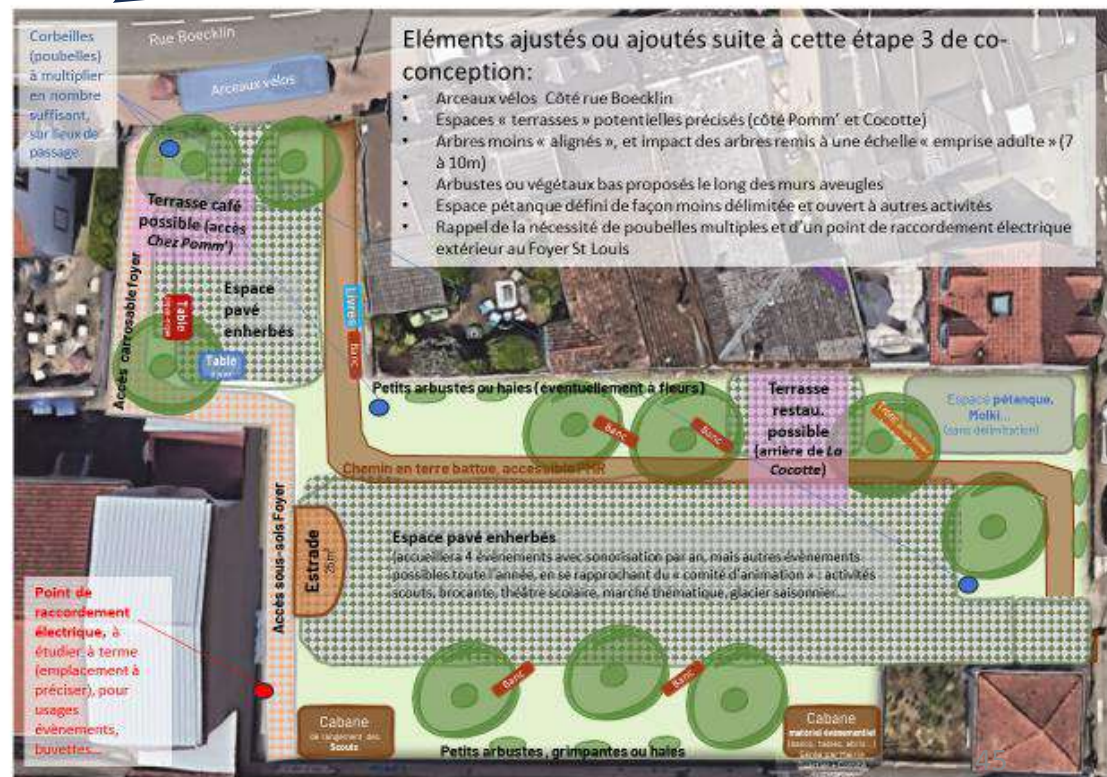 Rue Boecklin
Arceaux vélos
Corbeilles
(poubelles)
à multiplier
en nombre
suffisant,
sur lieux de
passage
Eléments ajustés ou ajoutés suite à cette étape 3 de co-
conception:
• Arceaux vélos Côté rue Boecklin
• Espaces « terrasses » potentielles précisés (côté Pomm' et Cocotte)
• Arbres moins « alignés », et impact des arbres remis à une échelle « emprise adulte » (7
à 10m)
• Arbustes ou végétaux bas proposés le long des murs aveugles
• Espace pétanque défini de façon moins délimitée et ouvert à autres activités
• Rappel de la nécessité de poubelles multiples et d'un point de raccordement électrique
extérieur au Foyer St Louis
Terrasse café
possible (accès
Chez Pomm')
Accès carrosable foyer
Espace
pavé
enherbés
Table
Table
Livres
Banc
Petits arbustes ou haies (éventuellement à fleurs)
Banc
Banc
Terrasse
restau.
possible
(arrière de La
Cocotte)
Espace pétanque,
Molki...
(sans délimitation)
Chemin en terre battue, accessible PMR
Accès sous-sols Foyer
Estrade
Espace pavé enherbés
(accueillera 4 évènements avec sonorisation par an, mais autres évènements
possibles toute l'année, en se rapprochant du « comité d'animation » : activités
scouts, brocante, théâtre scolaire, marché thématique, glacier saisonnier...
Point de
raccordement
électrique, à
étudier à terme
(emplacement à
préciser), pour
usages
évènements,
buvettes...
Banc
Banc
Cabane
de rangement des
Scouts
Cabane
matériel évènementiel
Petits arbustes, grimpantes ou haies